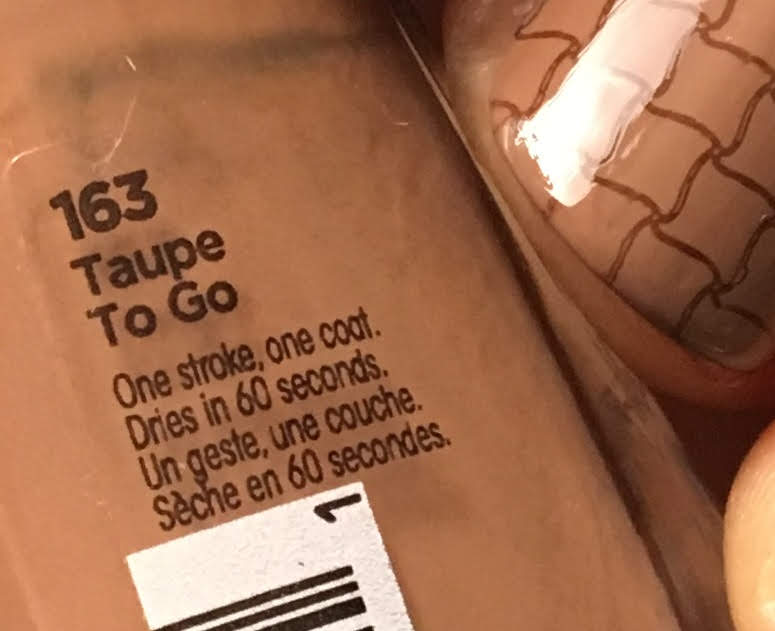 163
Taupe
To Go
One stroke, one coat.
Dries in 60 seconds.
Un geste, une couche.
Sèche en 60 secondes.
1